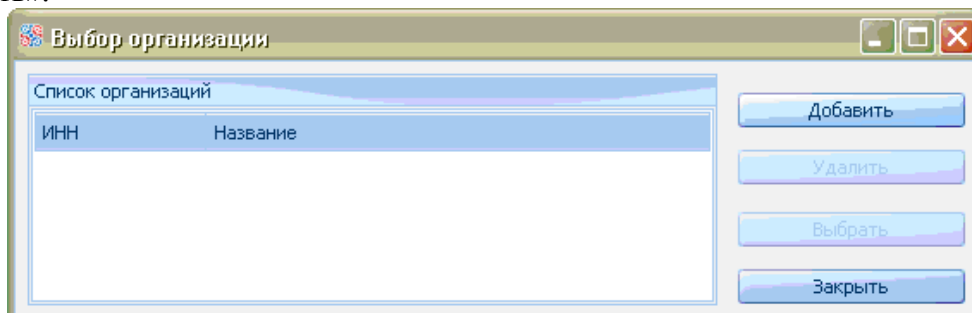 Выбор организации
Список организаций
ИНН Название
Добавить
Удалить
Выбрать
Закрыть